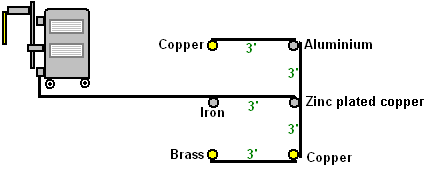 Copper 3' Aluminium
3'
Iron 3' Zinc plated copper
3'
Brass 3' Copper